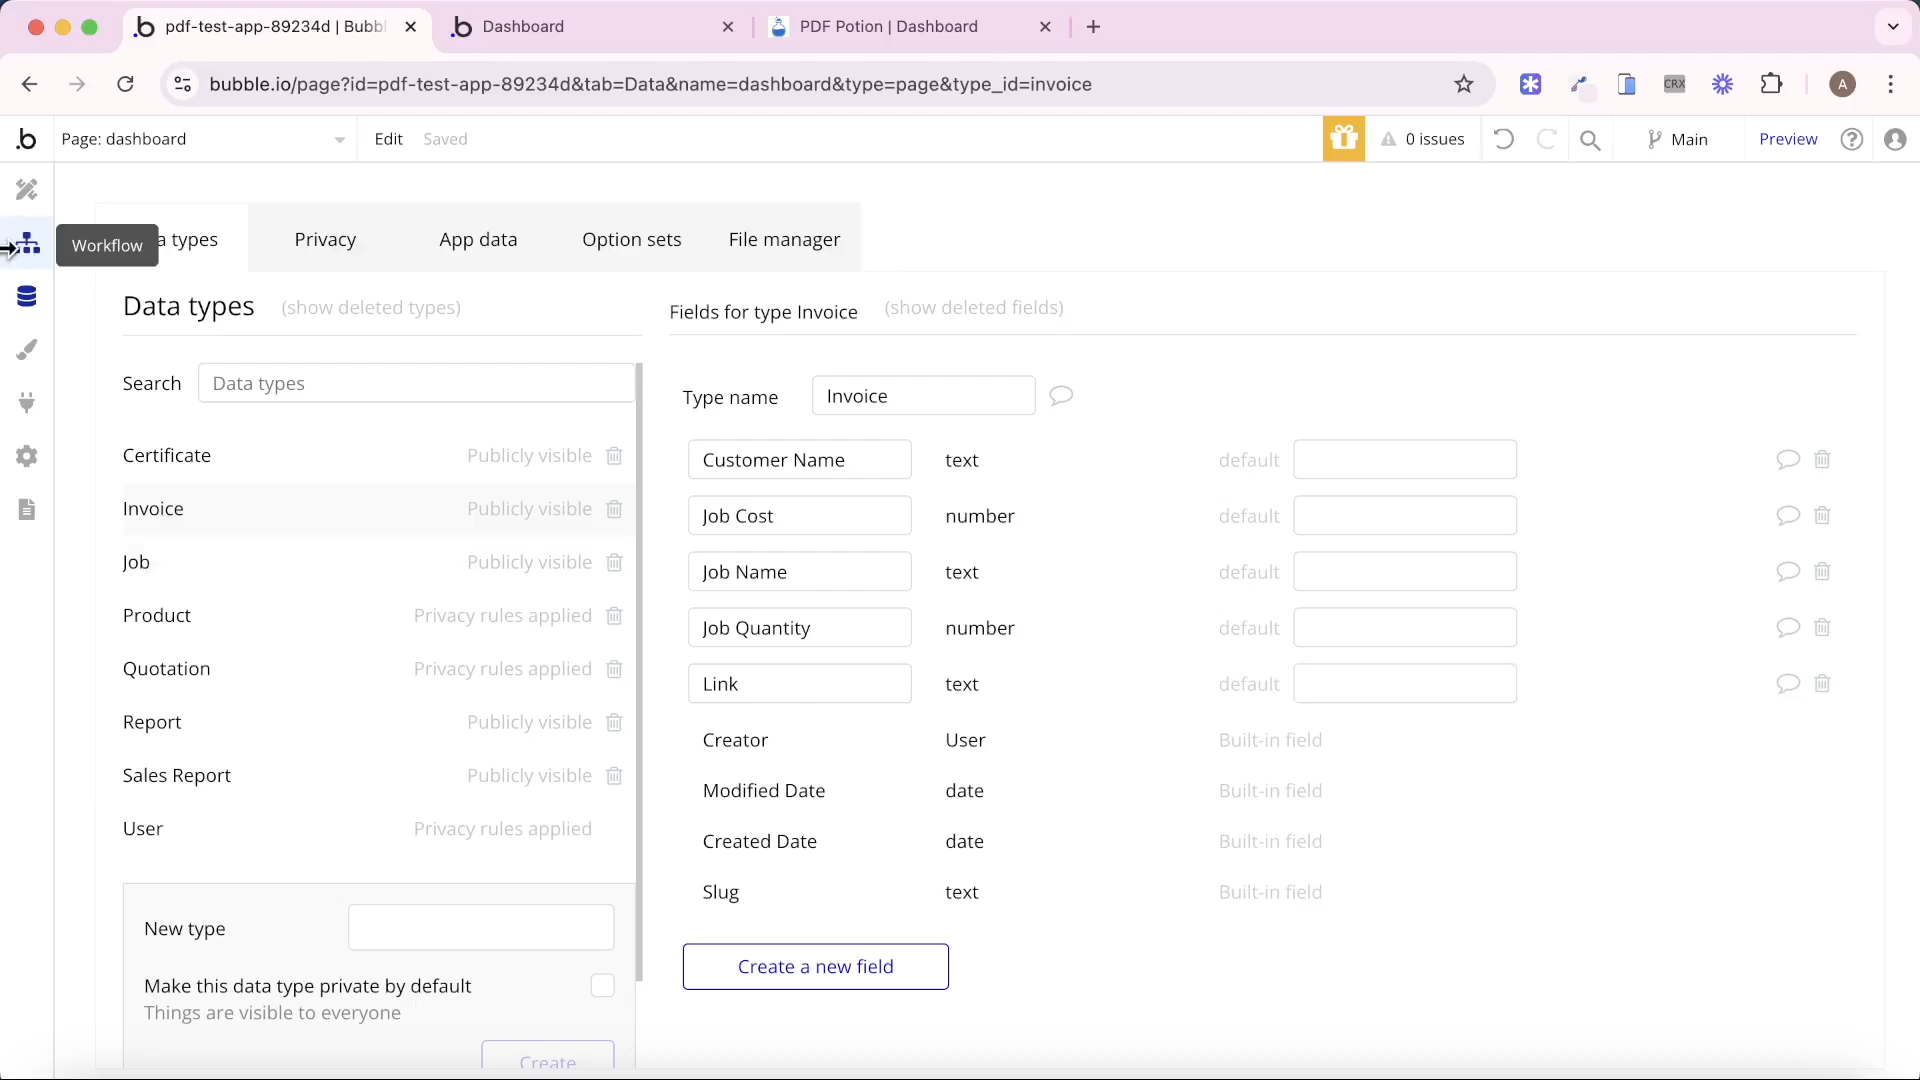 pdf-test-app-89234d | Bubbl
Dashboard
PDF Potion | Dashboard
bubble.io/page?id=pdf-test-app-89234d&tab=Data&name=dashboard&type=page&type_id=invoice
CRX
A
b
Page: dashboard
Edit
Saved
0 issues
Main
Preview
Workflow
a types
Privacy
App data
Option sets
File manager
Data types
(show deleted types)
Search
Data types
Certificate
Publicly visible
Invoice
Publicly visible
Job
Publicly visible
Product
Privacy rules applied
Quotation
Privacy rules applied
Report
Publicly visible
Sales Report
Publicly visible
User
Privacy rules applied
New type
Make this data type private by default
Things are visible to everyone
Create
Fields for type Invoice
(show deleted fields)
Type name
Invoice
Customer Name
text
default
Job Cost
number
default
Job Name
text
default
Job Quantity
number
default
Link
text
default
Creator
User
Built-in field
Modified Date
date
Built-in field
Created Date
date
Built-in field
Slug
text
Built-in field
Create a new field